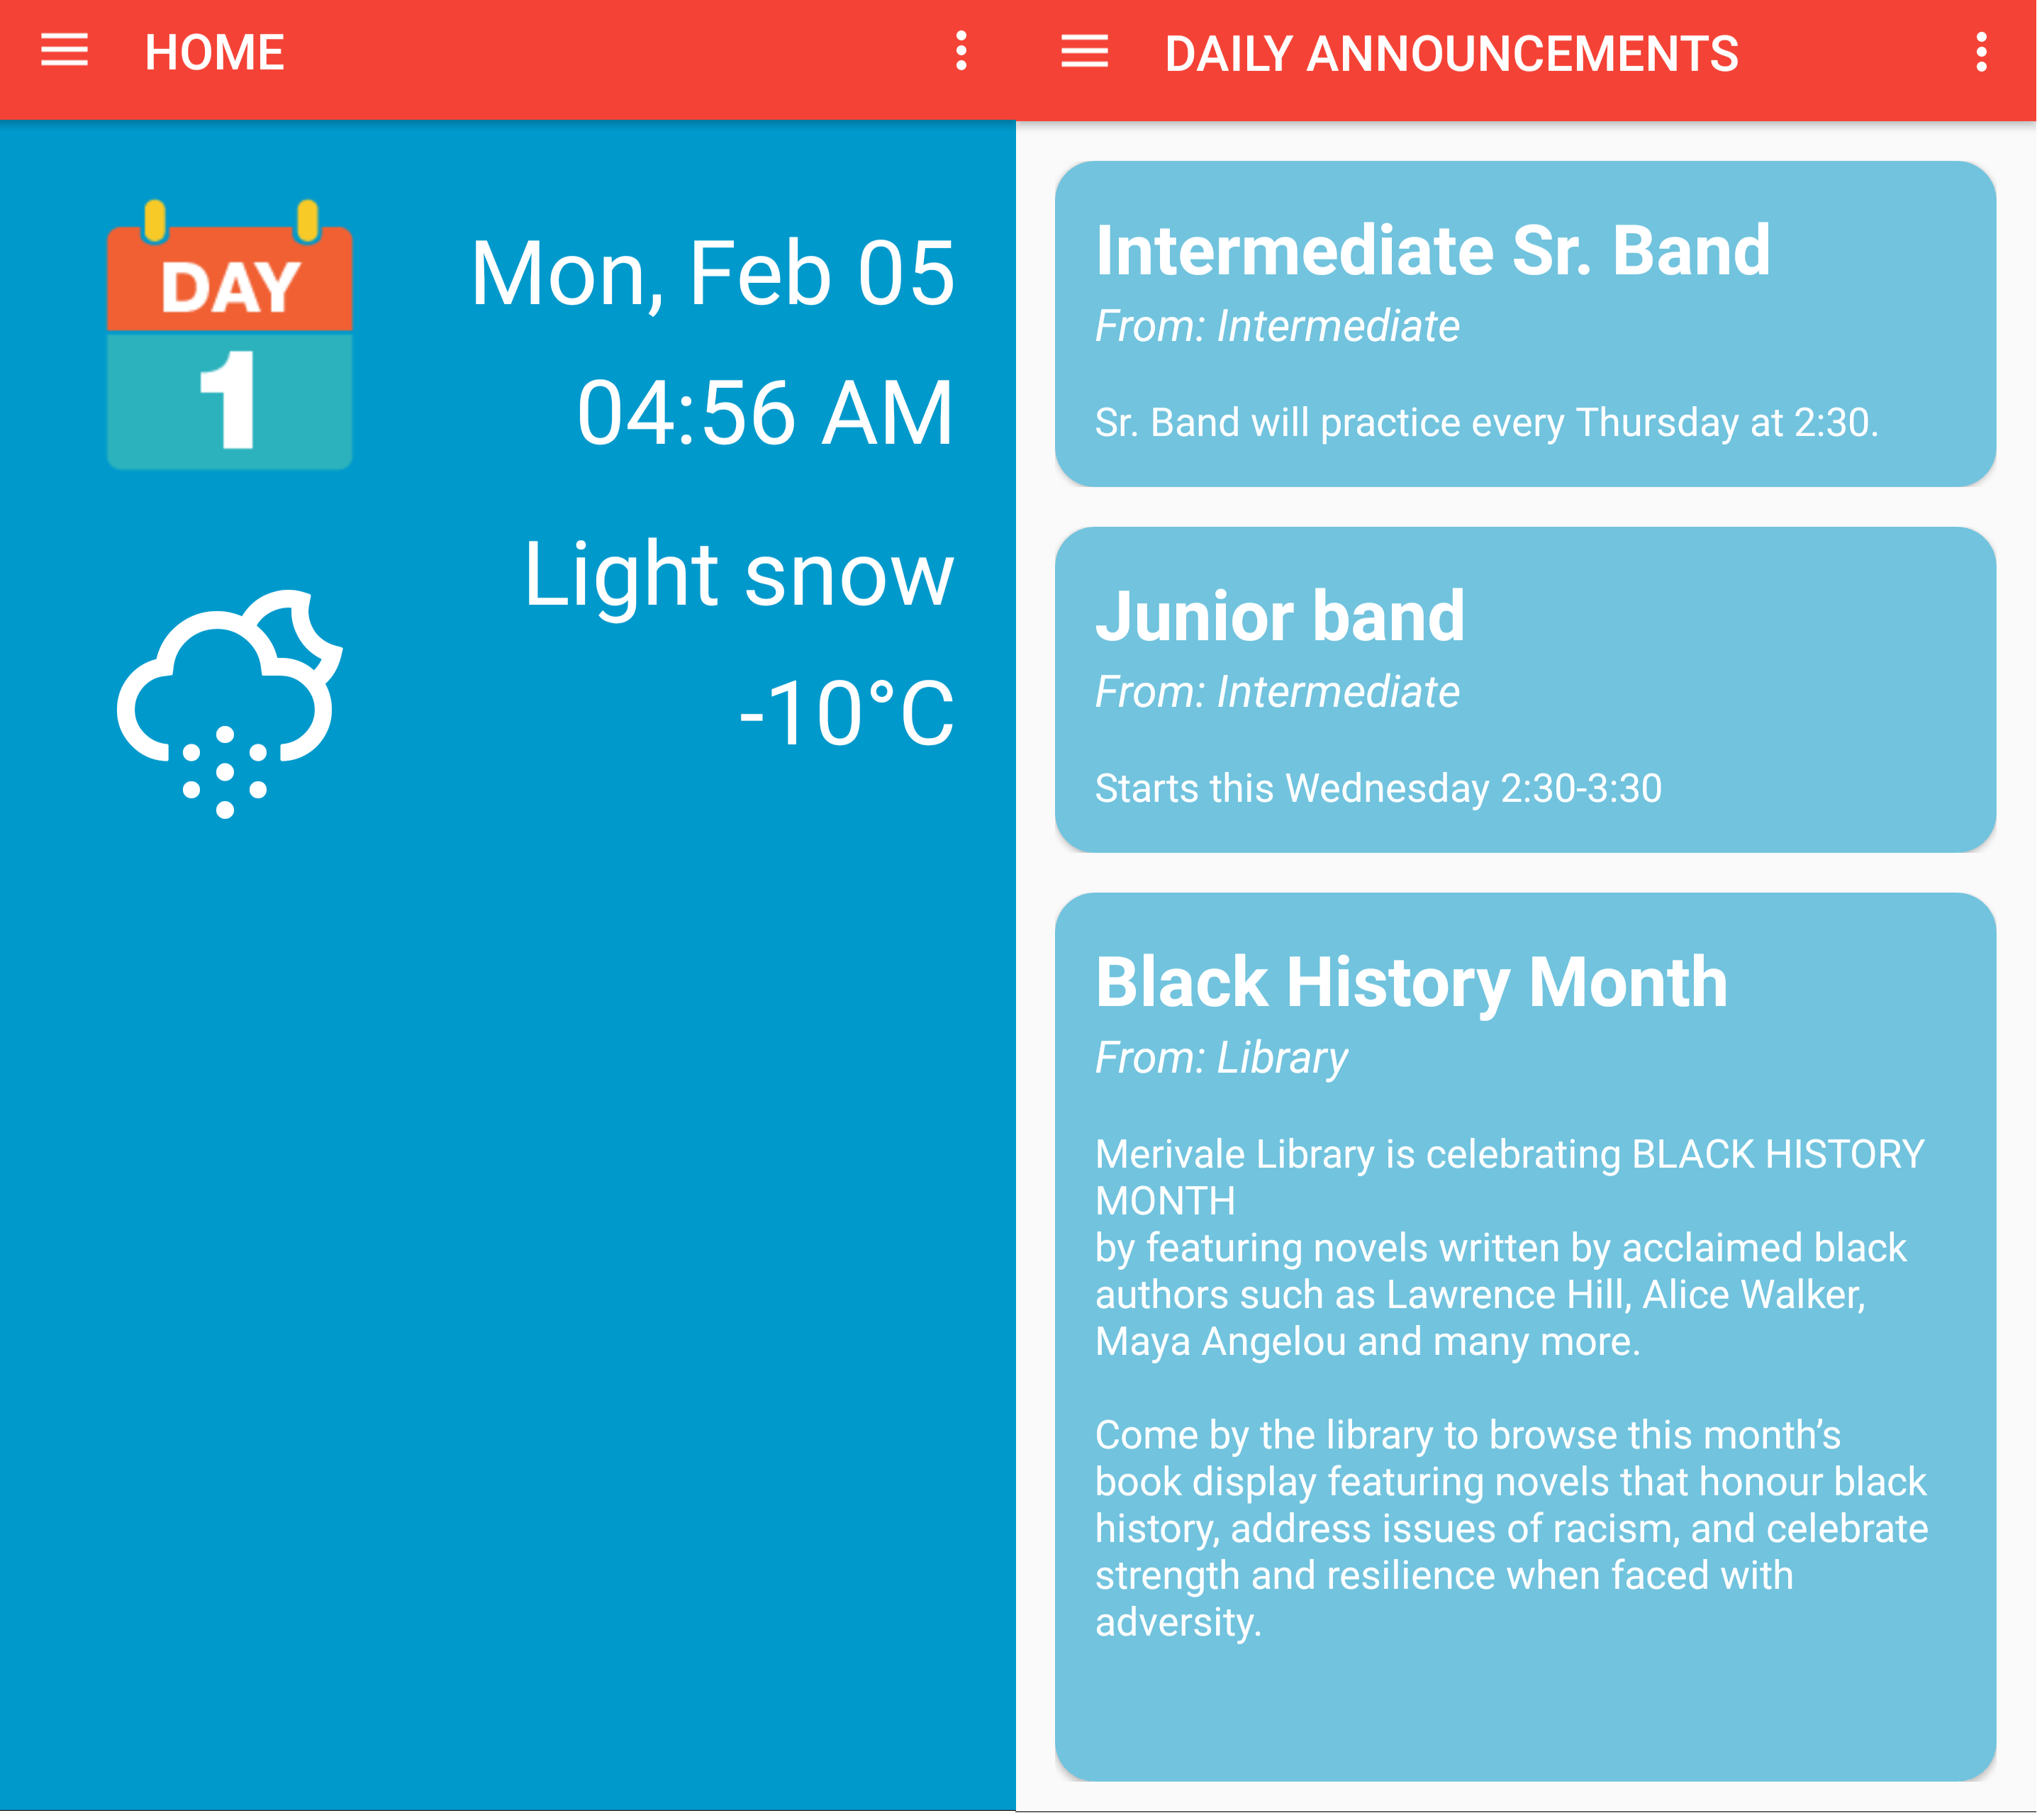 HOME
DAY
1
Mon, Feb 05
04:56 AM
Light snow
-10°C
DAILY ANNOUNCEMENTS
Intermediate Sr. Band
From: Intermediate
Sr. Band will practice every Thursday at 2:30.
Junior band
From: Intermediate
Starts this Wednesday 2:30-3:30
Black History Month
From: Library
Merivale Library is celebrating BLACK HISTORY
MONTH
by featuring novels written by acclaimed black
authors such as Lawrence Hill, Alice Walker,
Maya Angelou and many more.
Come by the library to browse this month’s
book display featuring novels that honour black
history, address issues of racism, and celebrate
strength and resilience when faced with
adversity.